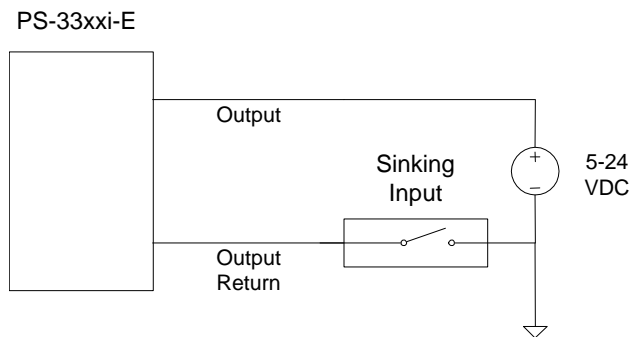 PS-33xxi-E
Output
Sinking
Input
+
−
5-24
VDC
Output
Return